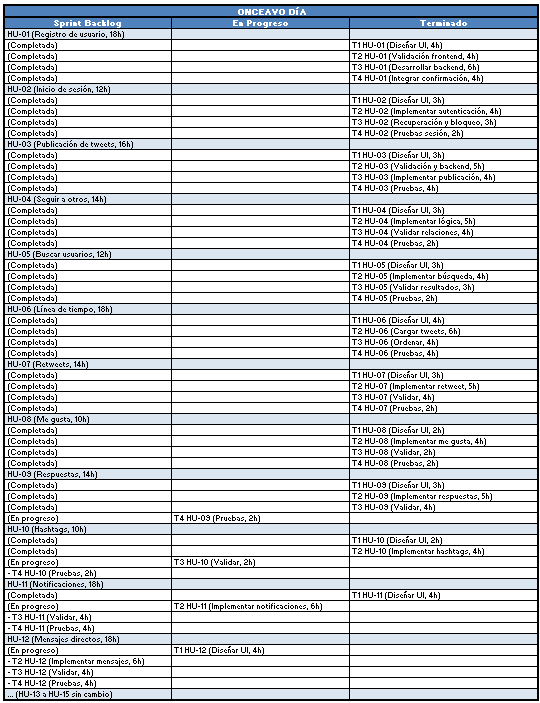 ONCEAVO DÍA
Sprint Backlog En Progreso Terminado
HU-01 (Registro de usuario, 18h)
(Completada) T1 HU-01 (Diseñar UI, 4h)
(Completada) T2 HU-01 (Validación frontend, 4h)
(Completada) T3 HU-01 (Desarrollar backend, 6h)
(Completada) T4 HU-01 (Integrar confirmación, 4h)
HU-02 (Inicio de sesión, 12h)
(Completada) T1 HU-02 (Diseñar UI, 3h)
(Completada) T2 HU-02 (Implementar autenticación, 4h)
(Completada) T3 HU-02 (Recuperación y bloqueo, 3h)
(Completada) T4 HU-02 (Pruebas sesión, 2h)
HU-03 (Publicación de tweets, 16h)
(Completada) T1 HU-03 (Diseñar UI, 3h)
(Completada) T2 HU-03 (Validación y backend, 5h)
(Completada) T3 HU-03 (Implementar publicación, 4h)
(Completada) T4 HU-03 (Pruebas, 4h)
HU-04 (Seguir a otros, 14h)
(Completada) T1 HU-04 (Diseñar UI, 3h)
(Completada) T2 HU-04 (Implementar lógica, 5h)
(Completada) T3 HU-04 (Validar relaciones, 4h)
(Completada) T4 HU-04 (Pruebas, 2h)
HU-05 (Buscar usuarios, 12h)
(Completada) T1 HU-05 (Diseñar UI, 3h)
(Completada) T2 HU-05 (Implementar búsqueda, 4h)
(Completada) T3 HU-05 (Validar resultados, 3h)
(Completada) T4 HU-05 (Pruebas, 2h)
HU-06 (Línea de tiempo, 18h)
(Completada) T1 HU-06 (Diseñar UI, 4h)
(Completada) T2 HU-06 (Cargar tweets, 6h)
(Completada) T3 HU-06 (Ordenar, 4h)
(Completada) T4 HU-06 (Pruebas, 4h)
HU-07 (Retweets, 14h)
(Completada) T1 HU-07 (Diseñar UI, 3h)
(Completada) T2 HU-07 (Implementar retweet, 5h)
(Completada) T3 HU-07 (Validar, 4h)
(Completada) T4 HU-07 (Pruebas, 2h)
HU-08 (Me gusta, 10h)
(Completada) T1 HU-08 (Diseñar UI, 2h)
(Completada) T2 HU-08 (Implementar me gusta, 4h)
(Completada) T3 HU-08 (Validar, 2h)
(Completada) T4 HU-08 (Pruebas, 2h)
HU-09 (Respuestas, 14h)
(Completada) T1 HU-09 (Diseñar UI, 3h)
(Completada) T2 HU-09 (Implementar respuestas, 5h)
(Completada) T3 HU-09 (Validar, 4h)
(En progreso) T4 HU-09 (Pruebas, 2h)
HU-10 (Hashtags, 10h)
(Completada) T1 HU-10 (Diseñar UI, 2h)
(Completada) T2 HU-10 (Implementar hashtags, 4h)
(En progreso) T3 HU-10 (Validar, 2h)
- T4 HU-10 (Pruebas, 2h)
HU-11 (Notificaciones, 18h)
(Completada) T1 HU-11 (Diseñar UI, 4h)
(En progreso) T2 HU-11 (Implementar notificaciones, 6h)
- T3 HU-11 (Validar, 4h)
- T4 HU-11 (Pruebas, 4h)
HU-12 (Mensajes directos, 18h)
(En progreso) T1 HU-12 (Diseñar UI, 4h)
- T2 HU-12 (Implementar mensajes, 6h)
- T3 HU-12 (Validar, 4h)
- T4 HU-12 (Pruebas, 4h)
... (HU-13 a HU-15 sin cambio)